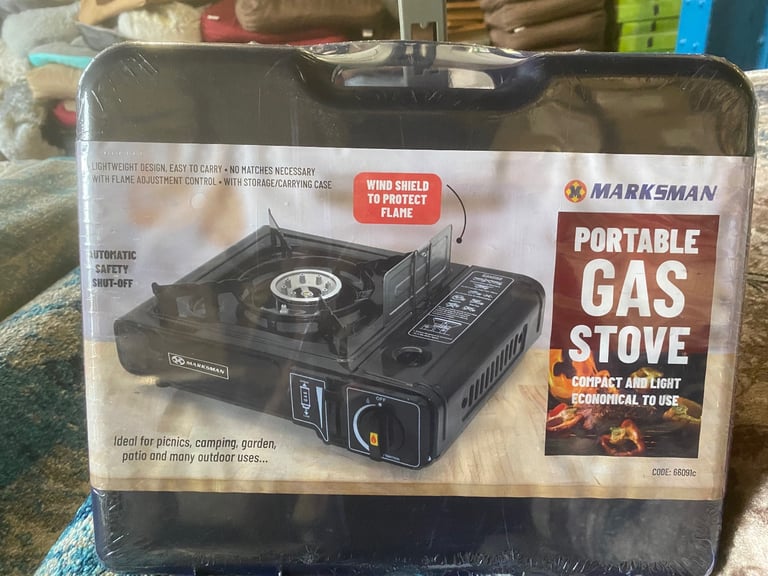 LIGHTWEIGHT DESIGN, EASY TO CARRY • NO MATCHES NECESSARY
WITH FLAME ADJUSTMENT CONTROL • WITH STORAGE/CARRYING CASE
AUTOMATIC
SAFETY
SHUT-OFF
WIND SHIELD
TO PROTECT
FLAME
MARKSMAN
PORTABLE
GAS
STOVE
COMPACT AND LIGHT
ECONOMICAL TO USE
MARKSMAN
OFF
Ideal for picnics, camping, garden,
patio and many outdoor uses...
CODE: 66091c